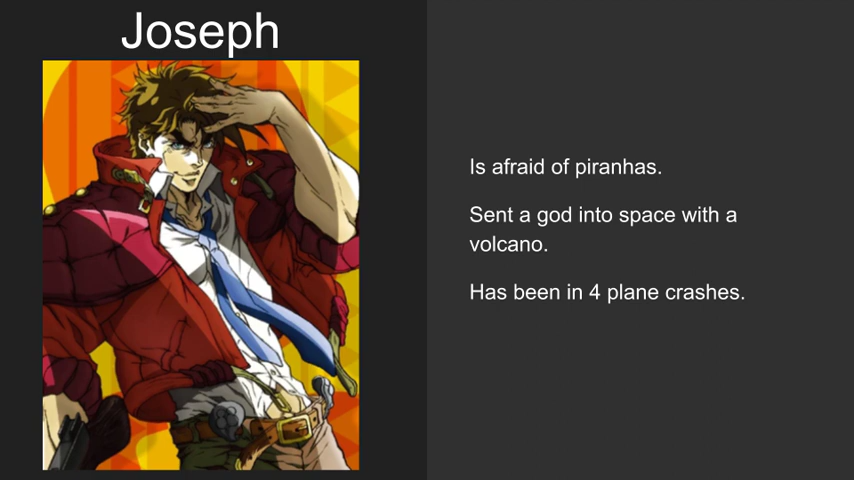 Joseph
Is afraid of piranhas.
Sent a god into space with a
volcano.
Has been in 4 plane crashes.